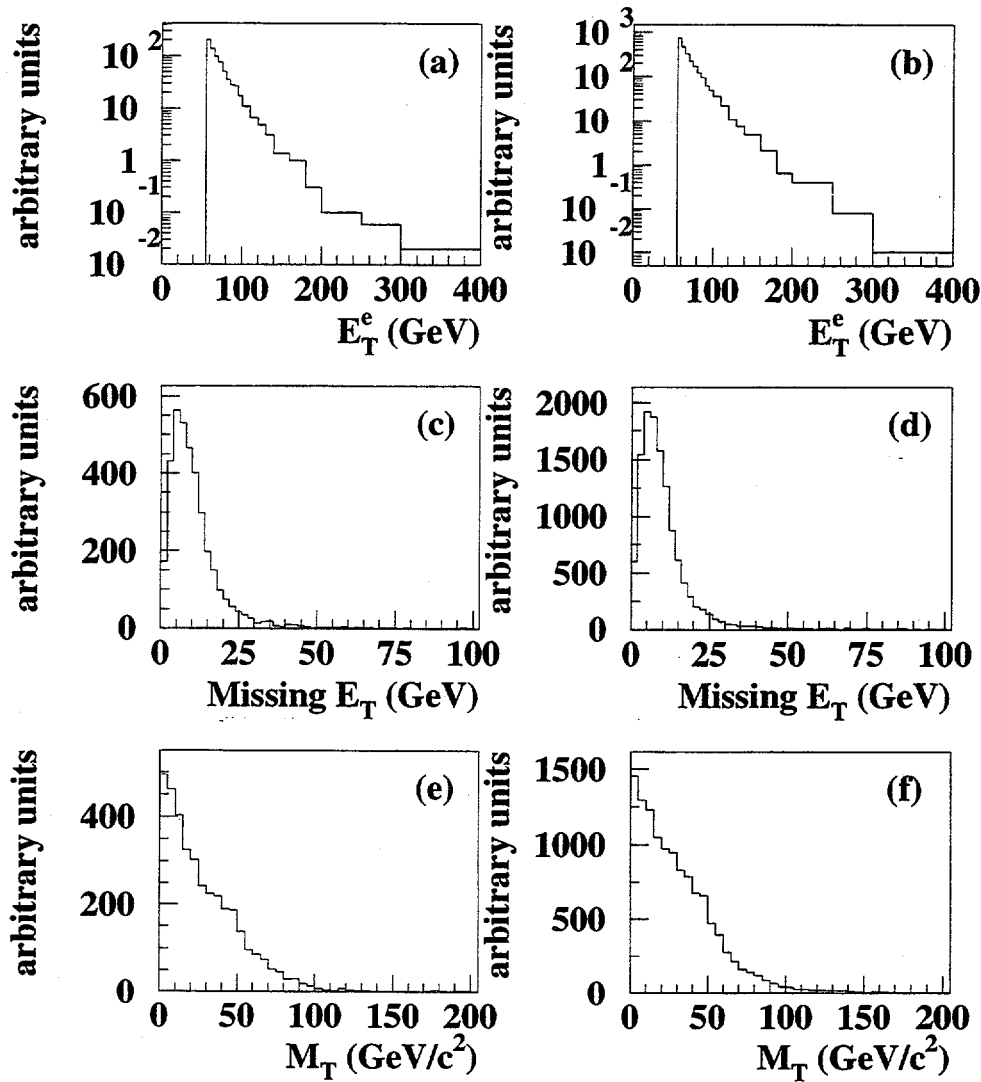 arbitrary units
10 2
10
1
10 -1
10 -2
(a)
0 100 200 300 400
E_T^e (GeV)
arbitrary units
10 3
10 2
10
1
10 -1
10 -2
(b)
0 100 200 300 400
E_T^e (GeV)
arbitrary units
600
400
200
0
(c)
0 25 50 75 100
Missing E_T (GeV)
arbitrary units
2000
1500
1000
500
0
(d)
0 25 50 75 100
Missing E_T (GeV)
arbitrary units
400
200
0
(e)
0 50 100 150 200
M_T (GeV/c²)
arbitrary units
1500
1000
500
0
(f)
0 50 100 150 200
M_T (GeV/c²)